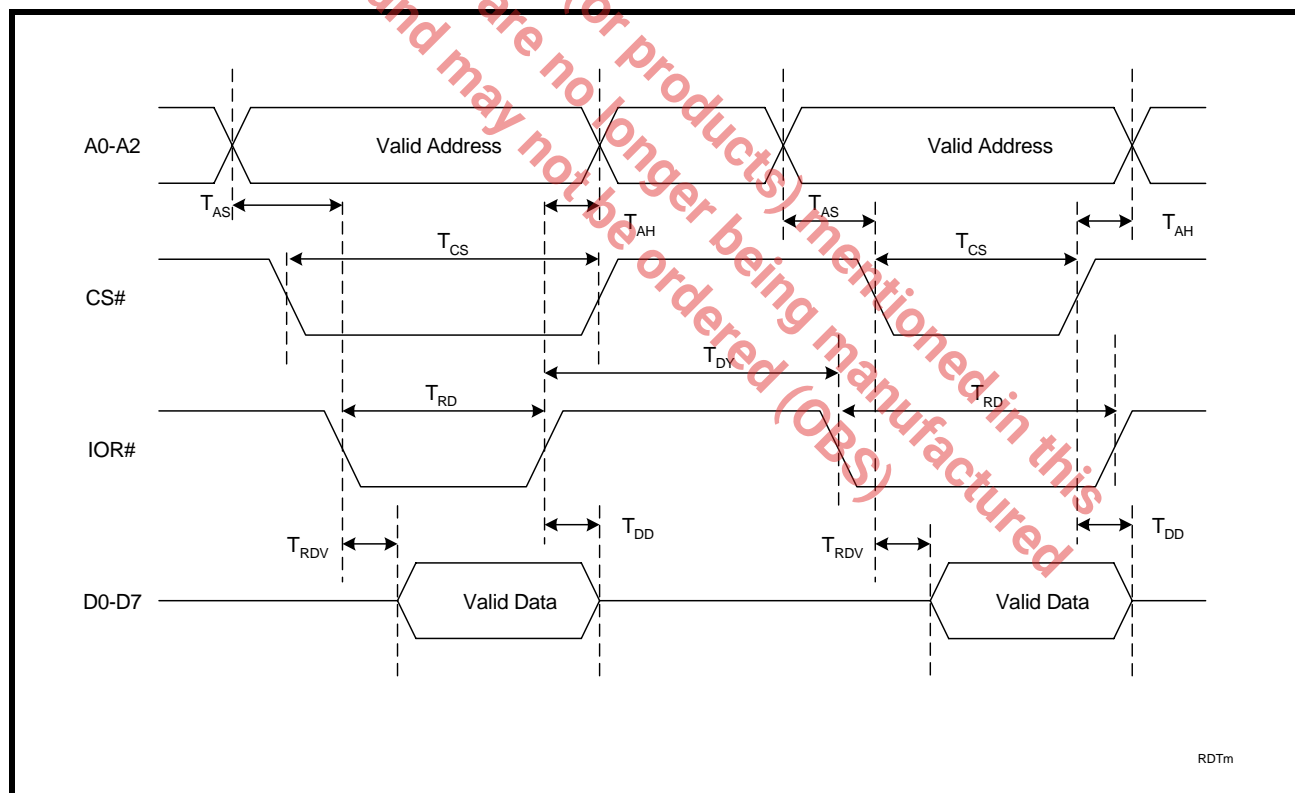 (or products) mentioned in this
are no longer being manufactured
and may not be ordered (OBS)
A0-A2
Valid Address
Valid Address
TAS
TAH
TAS
TAH
TCS
TCS
CS#
TDY
TRD
TRD
IOR#
TRDV
TDD
TRDV
TDD
D0-D7
Valid Data
Valid Data
RDTm